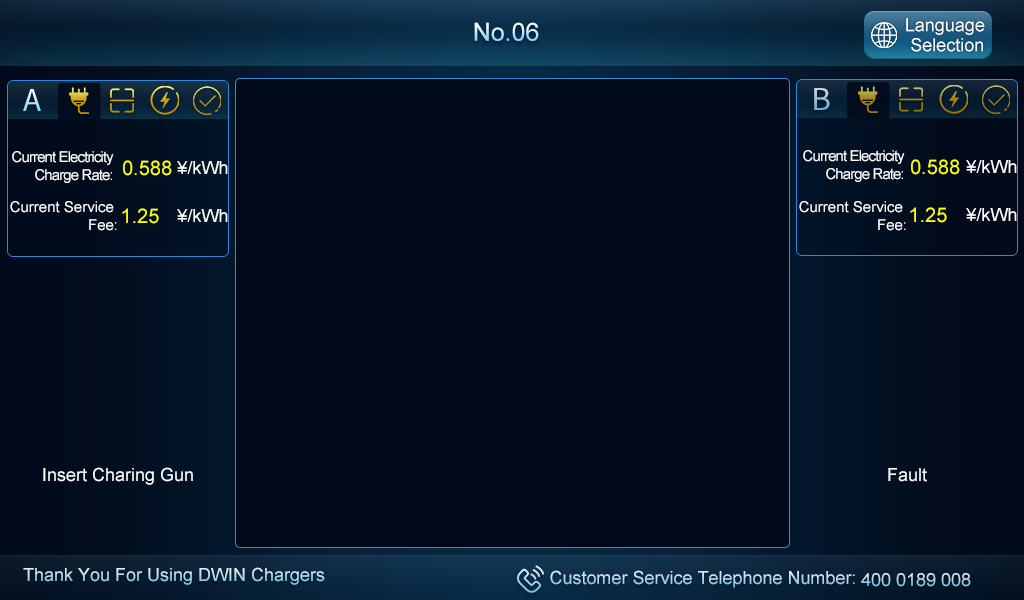 No.06
Language
Selection
A
Current Electricity
Charge Rate: 0.588 ¥/kWh
Current Service
Fee: 1.25 ¥/kWh
Insert Charing Gun
B
Current Electricity
Charge Rate: 0.588 ¥/kWh
Current Service
Fee: 1.25 ¥/kWh
Fault
Thank You For Using DWIN Chargers
Customer Service Telephone Number: 400 0189 008